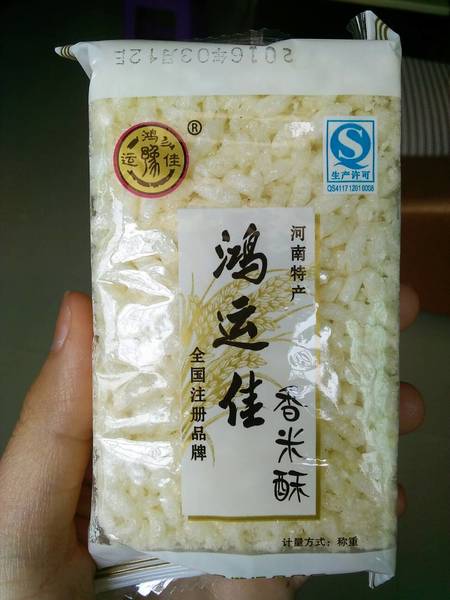 2016年03月12日
鸿运佳
豫
®
生产许可
QS4117 1201 0008
河南特产
鸿运佳
香米酥
全国注册品牌
计量方式：称重